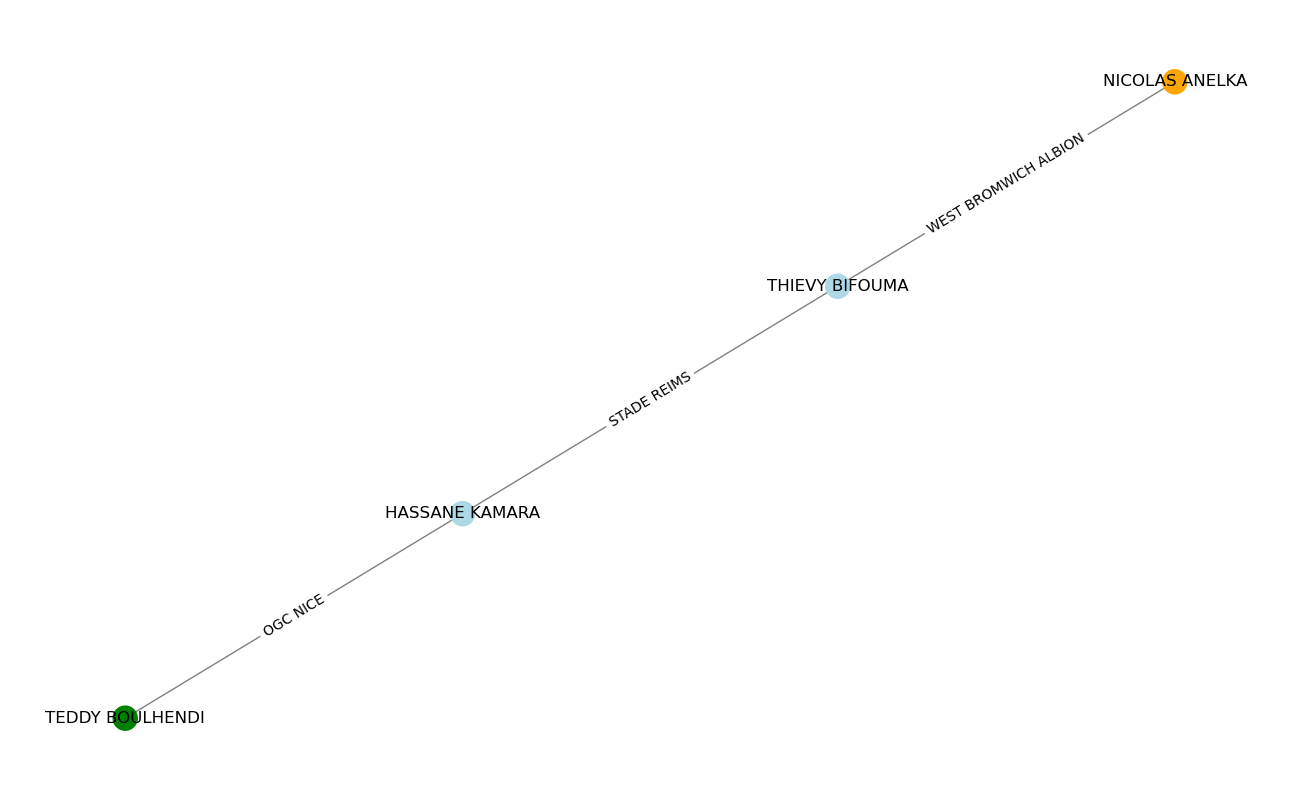 NICOLAS ANELKA
WEST BROMWICH ALBION
THIEVY BIFOUMA
STADE REIMS
HASSANE KAMARA
OGC NICE
TEDDY BOULHENDI